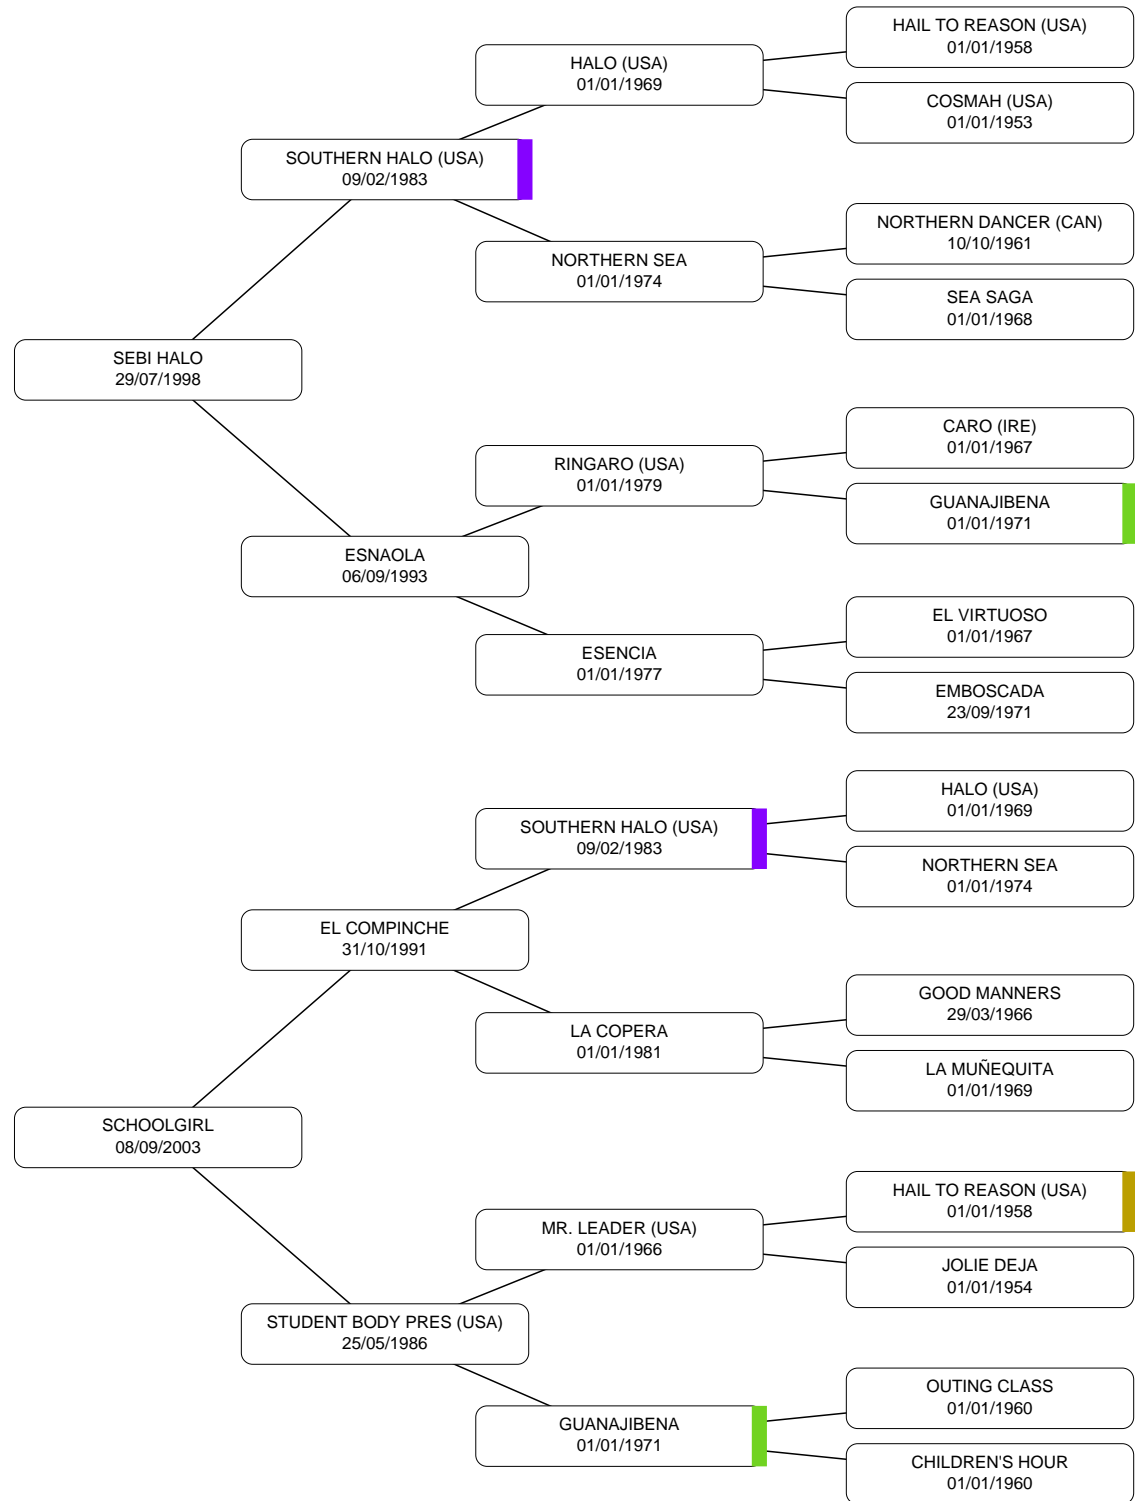 HAIL TO REASON (USA)
01/01/1958
HALO (USA)
01/01/1969
COSMAH (USA)
01/01/1953
SOUTHERN HALO (USA)
09/02/1983
NORTHERN DANCER (CAN)
10/10/1961
NORTHERN SEA
01/01/1974
SEA SAGA
01/01/1968
SEBI HALO
29/07/1998
CARO (IRE)
01/01/1967
RINGARO (USA)
01/01/1979
GUANAJIBENA
01/01/1971
ESNAOLA
06/09/1993
EL VIRTUOSO
01/01/1967
ESENCIA
01/01/1977
EMBOSCADA
23/09/1971
HALO (USA)
01/01/1969
SOUTHERN HALO (USA)
09/02/1983
NORTHERN SEA
01/01/1974
EL COMPINCHE
31/10/1991
GOOD MANNERS
29/03/1966
LA COPERA
01/01/1981
LA MUÑEQUITA
01/01/1969
SCHOOLGIRL
08/09/2003
HAIL TO REASON (USA)
01/01/1958
MR. LEADER (USA)
01/01/1966
JOLIE DEJA
01/01/1954
STUDENT BODY PRES (USA)
25/05/1986
OUTING CLASS
01/01/1960
GUANAJIBENA
01/01/1971
CHILDREN'S HOUR
01/01/1960